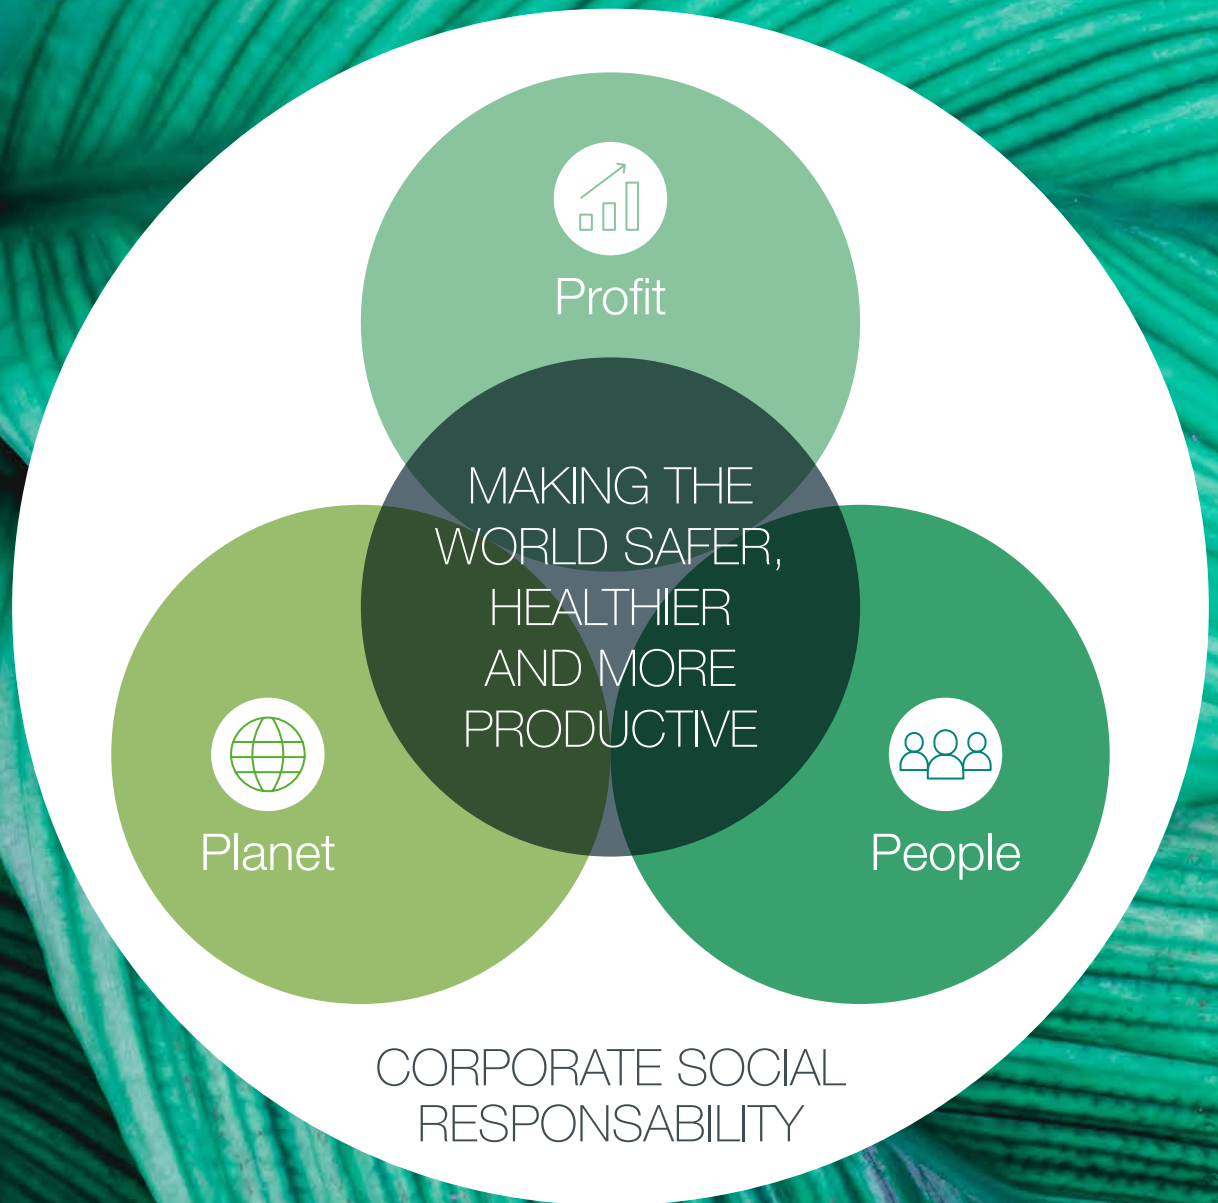 Profit
MAKING THE
WORLD SAFER,
HEALTHIER
AND MORE
PRODUCTIVE
Planet
People
CORPORATE SOCIAL
RESPONSABILITY